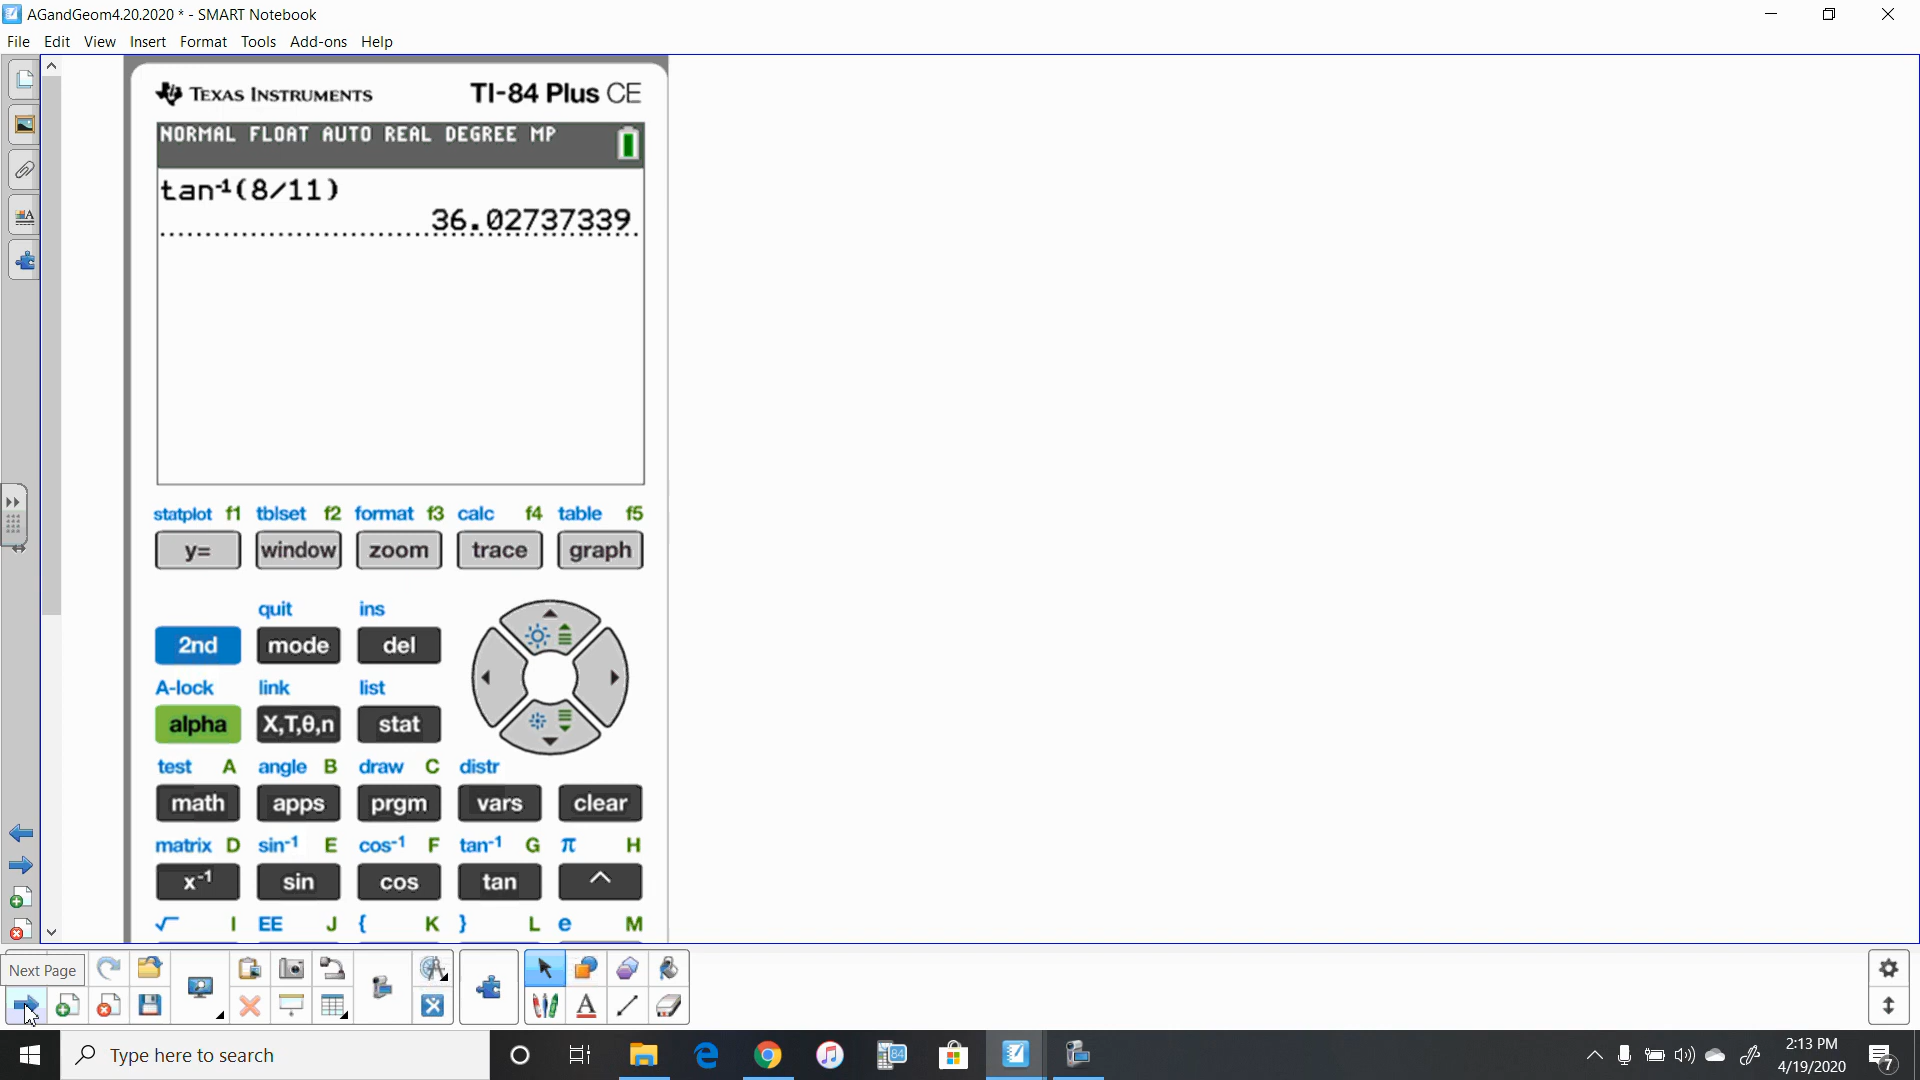 AGandGeom4.20.2020 * - SMART Notebook
File Edit View Insert Format Tools Add-ons Help
TEXAS INSTRUMENTS TI-84 Plus CE
NORMAL FLOAT AUTO REAL DEGREE MP
tan⁻¹(8/11)
36.02737339
statplot f1 tblset f2 format f3 calc f4 table f5
y= window zoom trace graph
quit ins
2nd mode del
A-lock link list
alpha X,T,θ,n stat
test A angle B draw C distr
math apps prgm vars clear
matrix D sin⁻¹ E cos⁻¹ F tan⁻¹ G π H
x⁻¹ sin cos tan ^
√ I EE J { K } L e M
Next Page
A
Type here to search
84
2:13 PM
4/19/2020
7